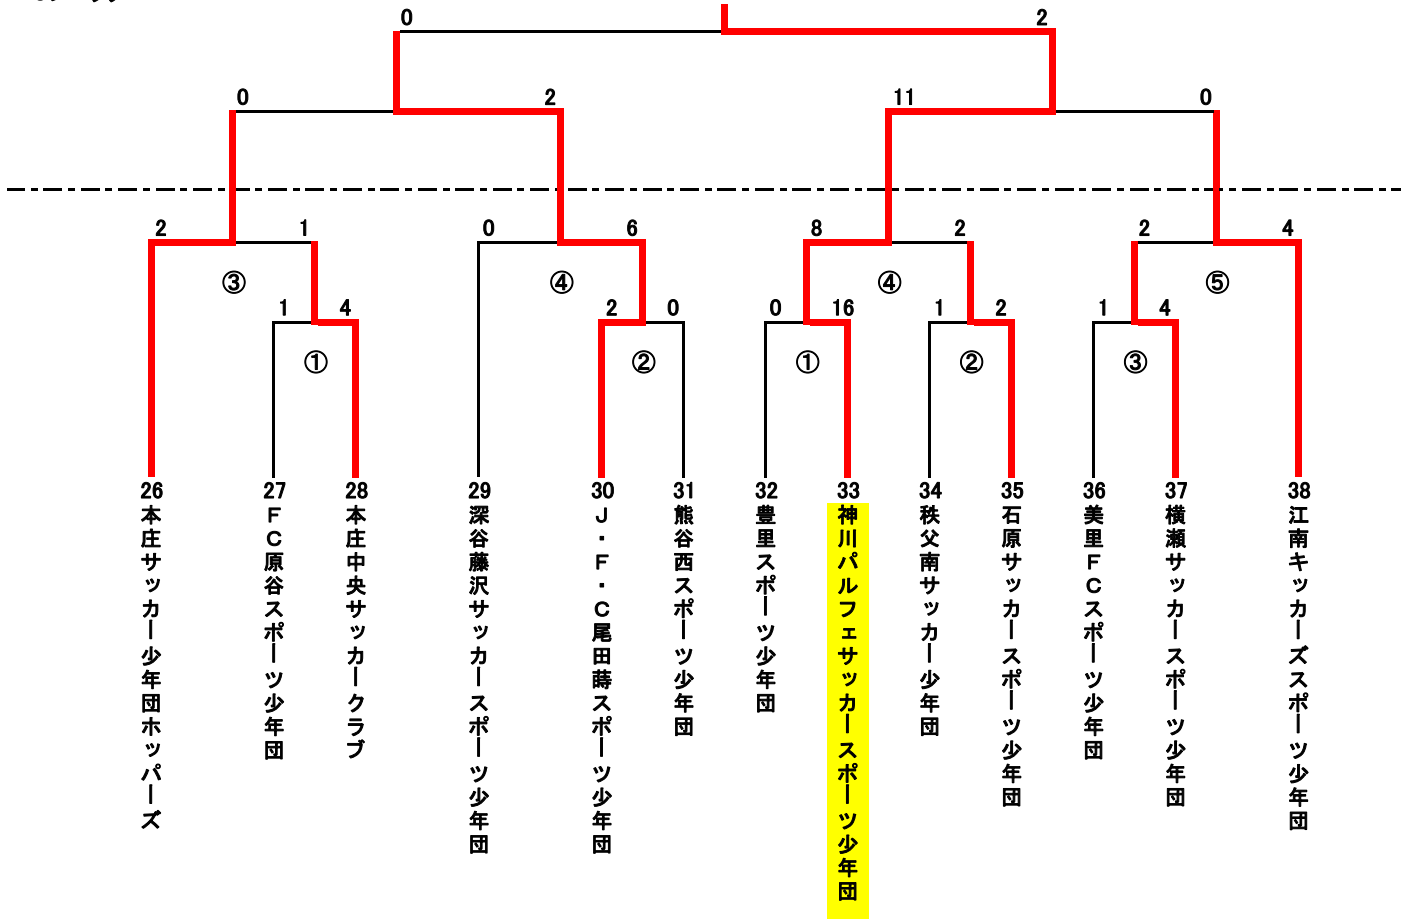 0 2
0 2 11 0
2 1 0 6 8 2 2 4
③ ④ ④ ⑤
1 4 2 0 0 16 1 2 1 4
① ② ① ② ③
26 27 28 29 30 31 32 33 34 35 36 37 38
本庄サッカー少年団ホッパーズ
FC原谷スポーツ少年団
本庄中央サッカークラブ
深谷藤沢サッカースポーツ少年団
J・F・C尾田蒔スポーツ少年団
熊谷西スポーツ少年団
豊里スポーツ少年団
神川パルフェサッカースポーツ少年団
秩父南サッカー少年団
石原サッカースポーツ少年団
美里FCスポーツ少年団
横瀬サッカースポーツ少年団
江南キッカーズスポーツ少年団